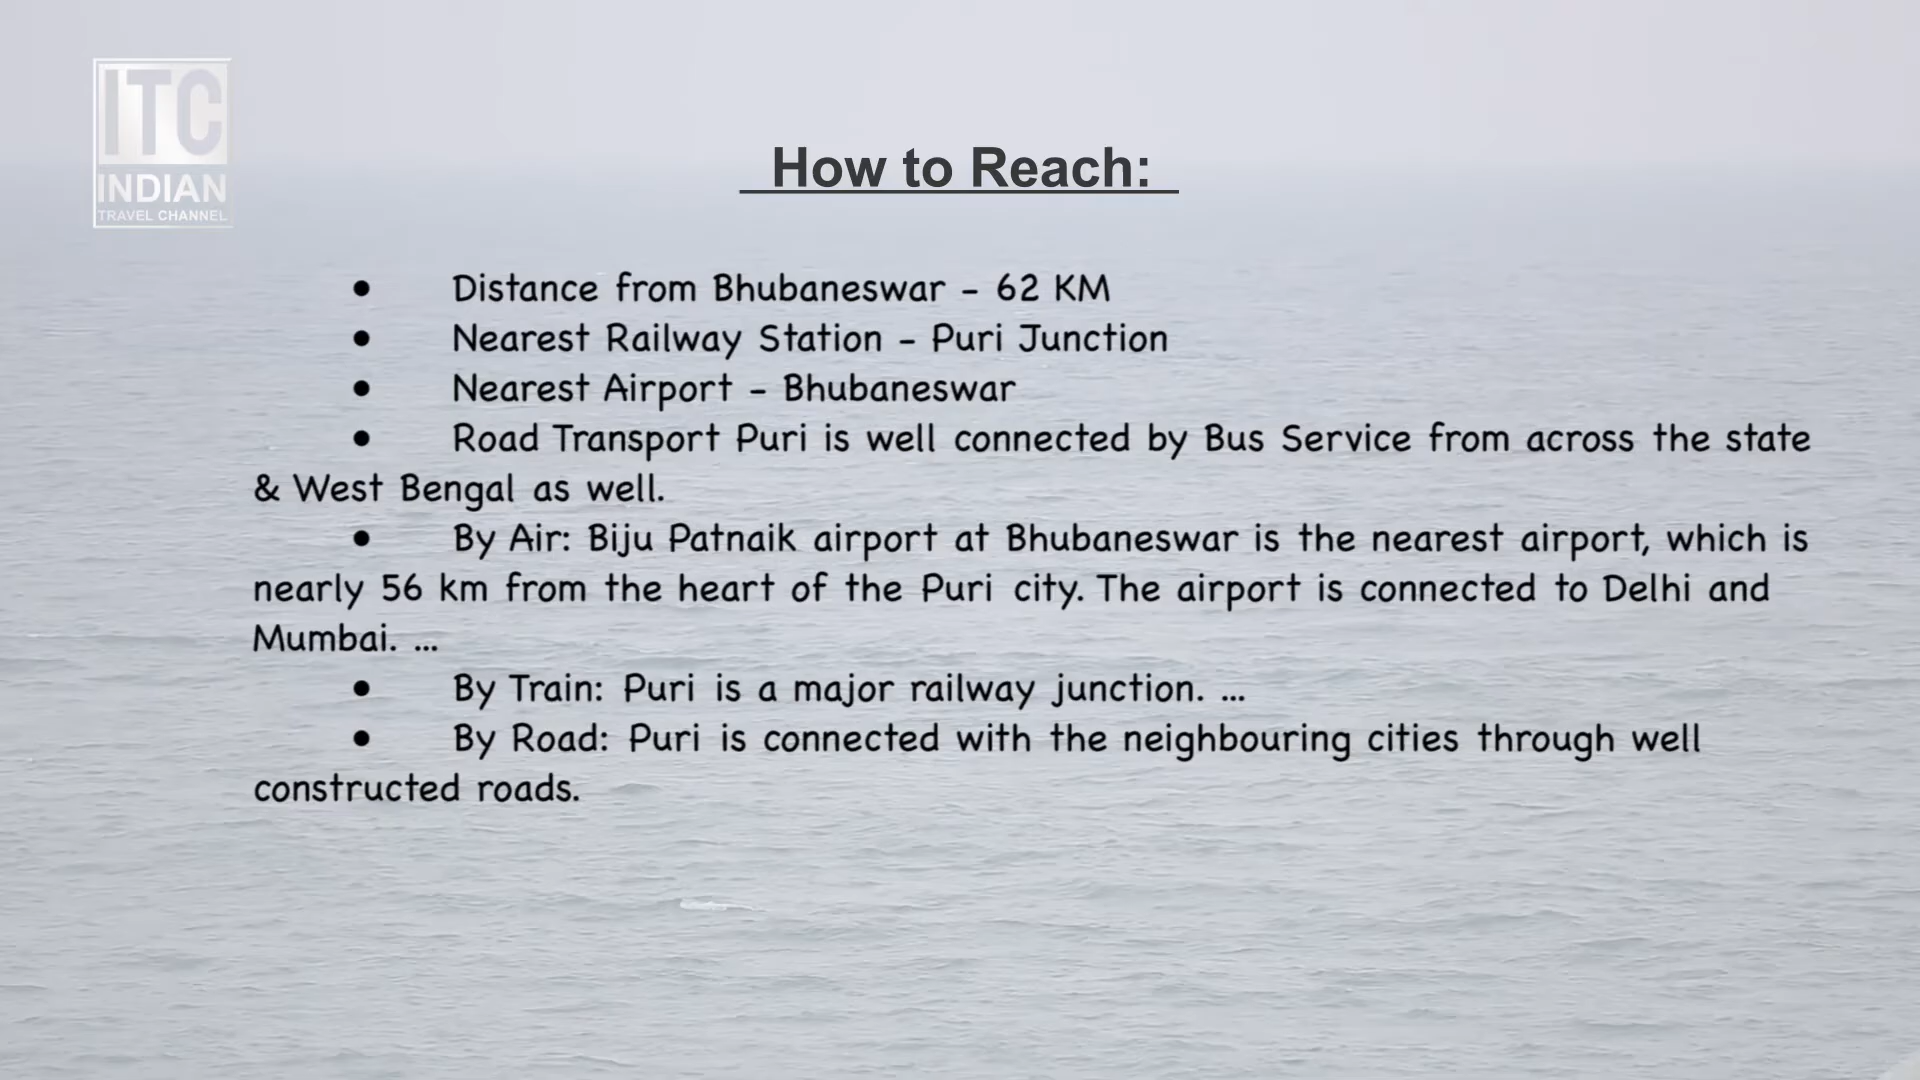 ITC
INDIAN
TRAVEL CHANNEL
How to Reach:
• Distance from Bhubaneswar - 62 KM
• Nearest Railway Station - Puri Junction
• Nearest Airport - Bhubaneswar
• Road Transport Puri is well connected by Bus Service from across the state
& West Bengal as well.
• By Air: Biju Patnaik airport at Bhubaneswar is the nearest airport, which is
nearly 56 km from the heart of the Puri city. The airport is connected to Delhi and
Mumbai. ...
• By Train: Puri is a major railway junction. ...
• By Road: Puri is connected with the neighbouring cities through well
constructed roads.